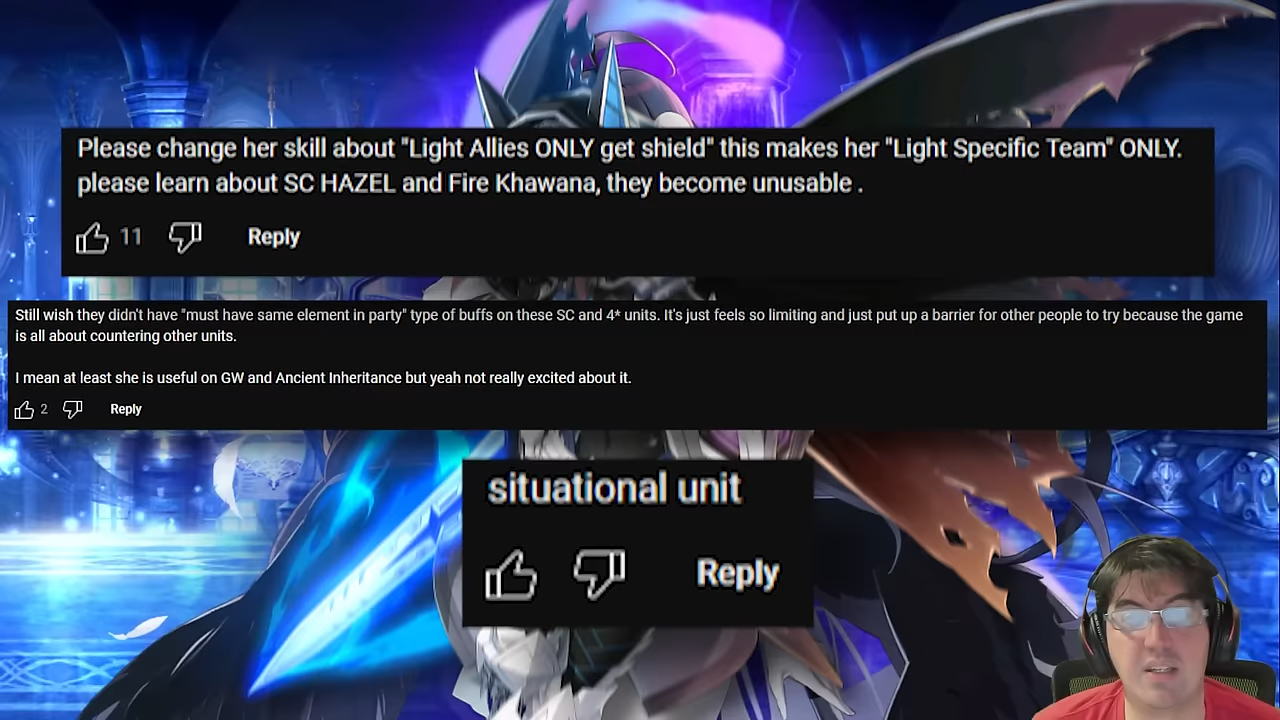 Please change her skill about "Light Allies ONLY get shield" this makes her "Light Specific Team" ONLY.
please learn about SC HAZEL and Fire Khawana, they become unusable .
11 Reply
Still wish they didn't have "must have same element in party" type of buffs on these SC and 4* units. It's just feels so limiting and just put up a barrier for other people to try because the game
is all about countering other units.
I mean at least she is useful on GW and Ancient Inheritance but yeah not really excited about it.
2 Reply
situational unit
Reply